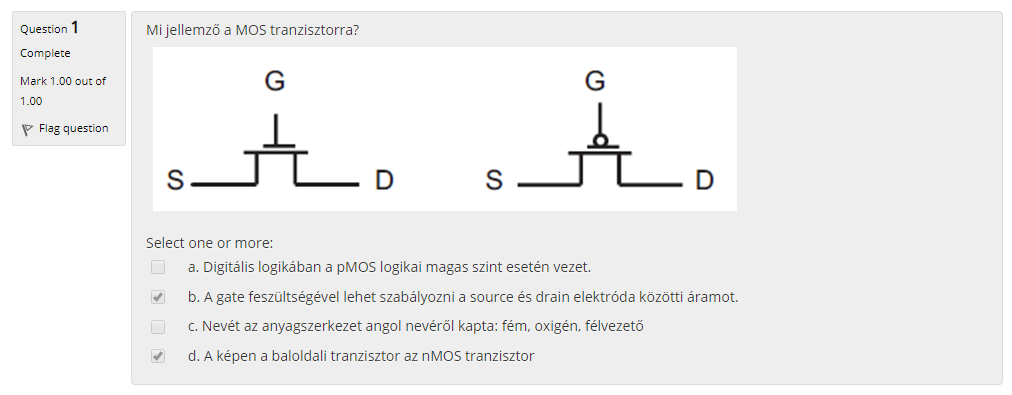 Question 1
Complete
Mark 1.00 out of
1.00
Flag question
Mi jellemző a MOS tranzisztorra?
G
G
S
D
S
D
Select one or more:
a. Digitális logikában a pMOS logikai magas szint esetén vezet.
b. A gate feszültségével lehet szabályozni a source és drain elektróda közötti áramot.
c. Nevét az anyagszerkezet angol nevéről kapta: fém, oxigén, félvezető
d. A képen a baloldali tranzisztor az nMOS tranzisztor